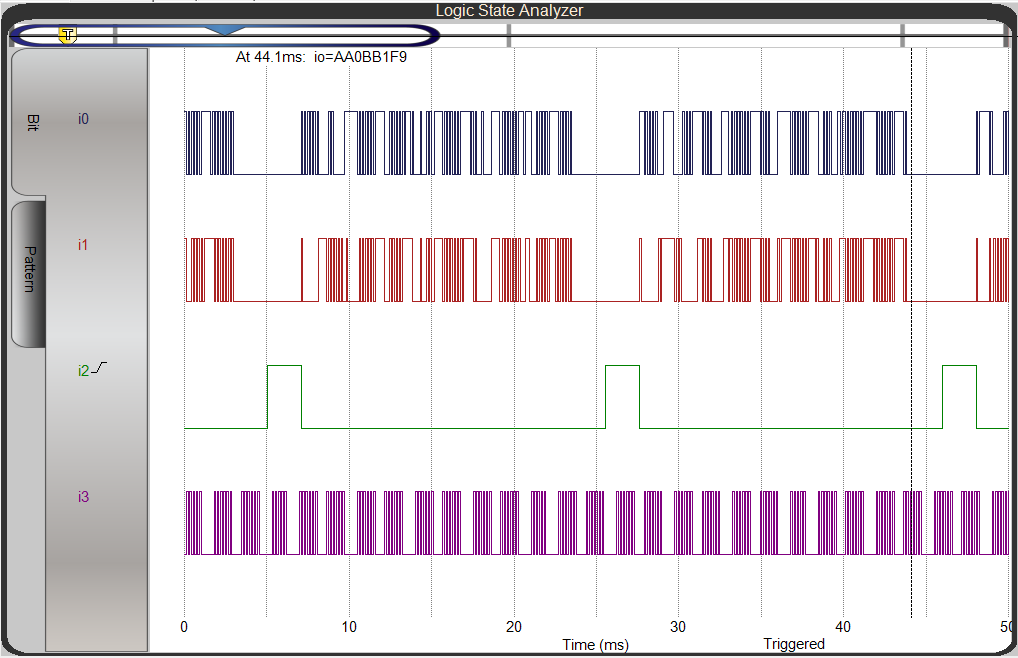 Logic State Analyzer
T
At 44.1ms: io=AA0BB1F9
Bit
i0
i1
Pattern
i2
i3
0 10 20 30 40 50
Time (ms) Triggered